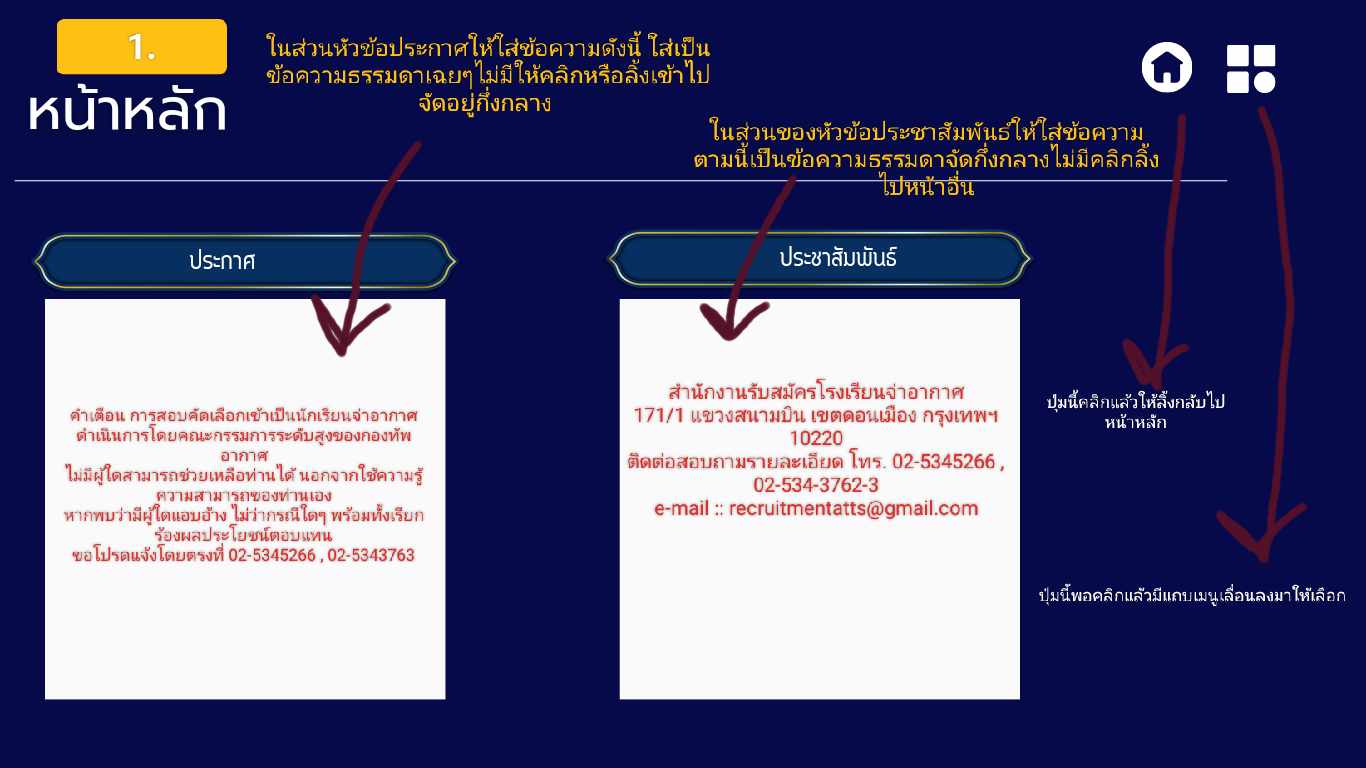 1.
หน้าหลัก
ในส่วนหัวข้อประกาศให้ใส่ข้อความดังนี้ ใส่เป็น
ข้อความธรรมดาเฉยๆไม่มีให้คลิกหรือลิ้งเข้าไป
จัดอยู่กึ่งกลาง
ในส่วนของหัวข้อประชาสัมพันธ์ให้ใส่ข้อความ
ตามนี้เป็นข้อความธรรมดาจัดกึ่งกลางไม่มีคลิกลิ้ง
ไปหน้าอื่น
ประกาศ
คำเตือน การสอบคัดเลือกเข้าเป็นนักเรียนจ่าอากาศ
ดำเนินการโดยคณะกรรมการระดับสูงของกองทัพ
อากาศ
ไม่มีผู้ใดสามารถช่วยเหลือท่านได้ นอกจากใช้ความรู้
ความสามารถของท่านเอง
หากพบว่ามีผู้ใดแอบอ้าง ไม่ว่ากรณีใดๆ พร้อมทั้งเรียก
ร้องผลประโยชน์ตอบแทน
ขอโปรดแจ้งโดยตรงที่ 02-5345266 , 02-5343763
ประชาสัมพันธ์
สำนักงานรับสมัครโรงเรียนจ่าอากาศ
171/1 แขวงสนามบิน เขตดอนเมือง กรุงเทพฯ
10220
ติดต่อสอบถามรายละเอียด โทร. 02-5345266 ,
02-534-3762-3
e-mail :: recruitmentatts@gmail.com
ปุ่มนี้คลิกแล้วให้ลิ้งกลับไป
หน้าหลัก
ปุ่มนี้พอคลิกแล้วมีแถบเมนูเลื่อนลงมาให้เลือก